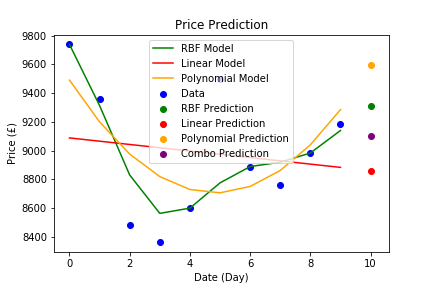 Price Prediction
9800
9600
9400
9200
9000
8800
8600
8400
Price (£)
RBF Model
Linear Model
Polynomial Model
Data
RBF Prediction
Linear Prediction
Polynomial Prediction
Combo Prediction
0 2 4 6 8 10
Date (Day)